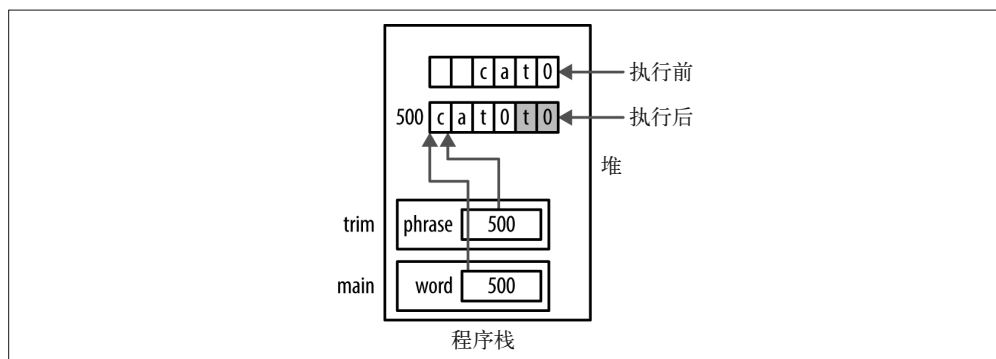 c a t 0
执行前
500 c a t 0 t 0
执行后
堆
trim phrase 500
main word 500
程序栈